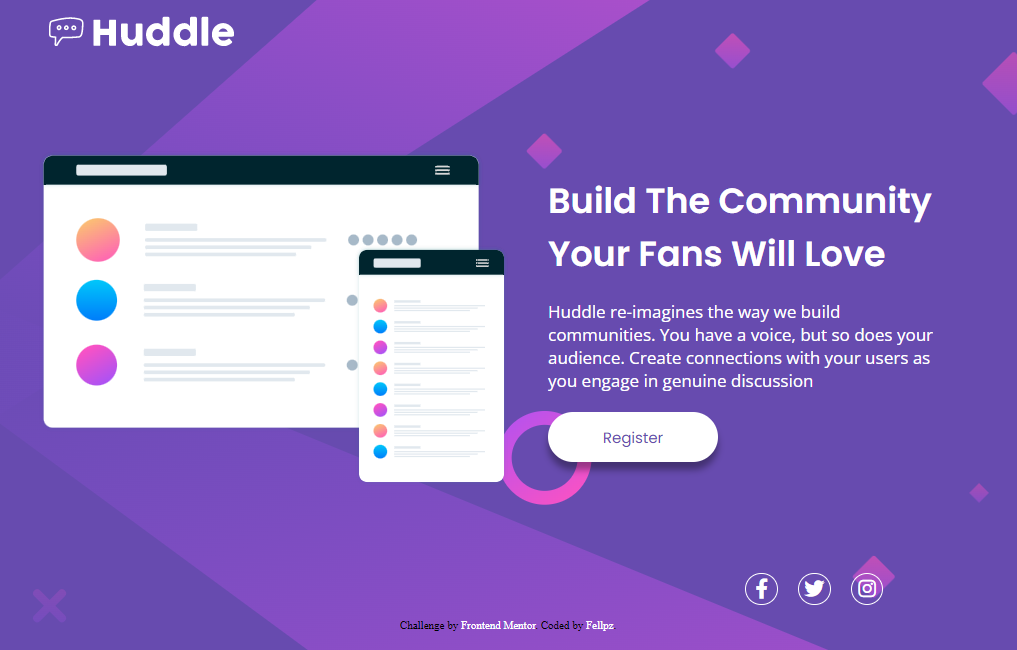 Huddle
Build The Community
Your Fans Will Love
Huddle re-imagines the way we build
communities. You have a voice, but so does your
audience. Create connections with your users as
you engage in genuine discussion
Register
Challenge by Frontend Mentor. Coded by Fellpz.